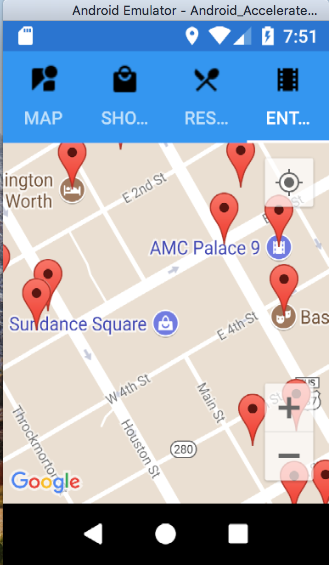 Android Emulator - Android_Accelerate...
7:51
MAP
SHO...
RES...
ENT...
ington
Worth
E 2nd St
AMC Palace 9
Sundance Square
E 4th St
Bas
W 4th St
Main St
Houston St
Throckmorton
280
US
Google